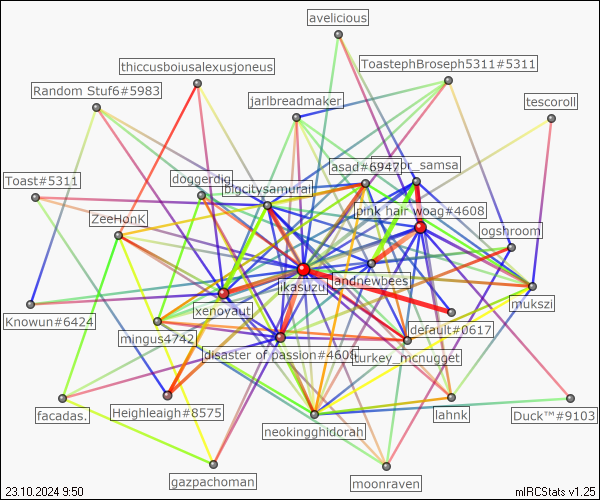 avelicious
ToastephBroseph5311#5311
thiccusboiusalexusjoneus
Random Stuf6#5983
jarlbreadmaker
tescoroll
asad#6947
samsa
Toast#5311
doggerdig
bigcitysamurai
pink hair woag#4608
ZeeHonK
ogshroom
ikasuzu
landnewbees
xenoyaut
mukszi
Knowun#6424
default#0617
mingus4742
disaster of passion#4608
turkey_mcnugget
facadas.
Heighleaigh#8575
lahnk
Duck™#9103
neokingghidorah
gazpachoman
moonraven
23.10.2024 9:50
mIRCStats v1.25